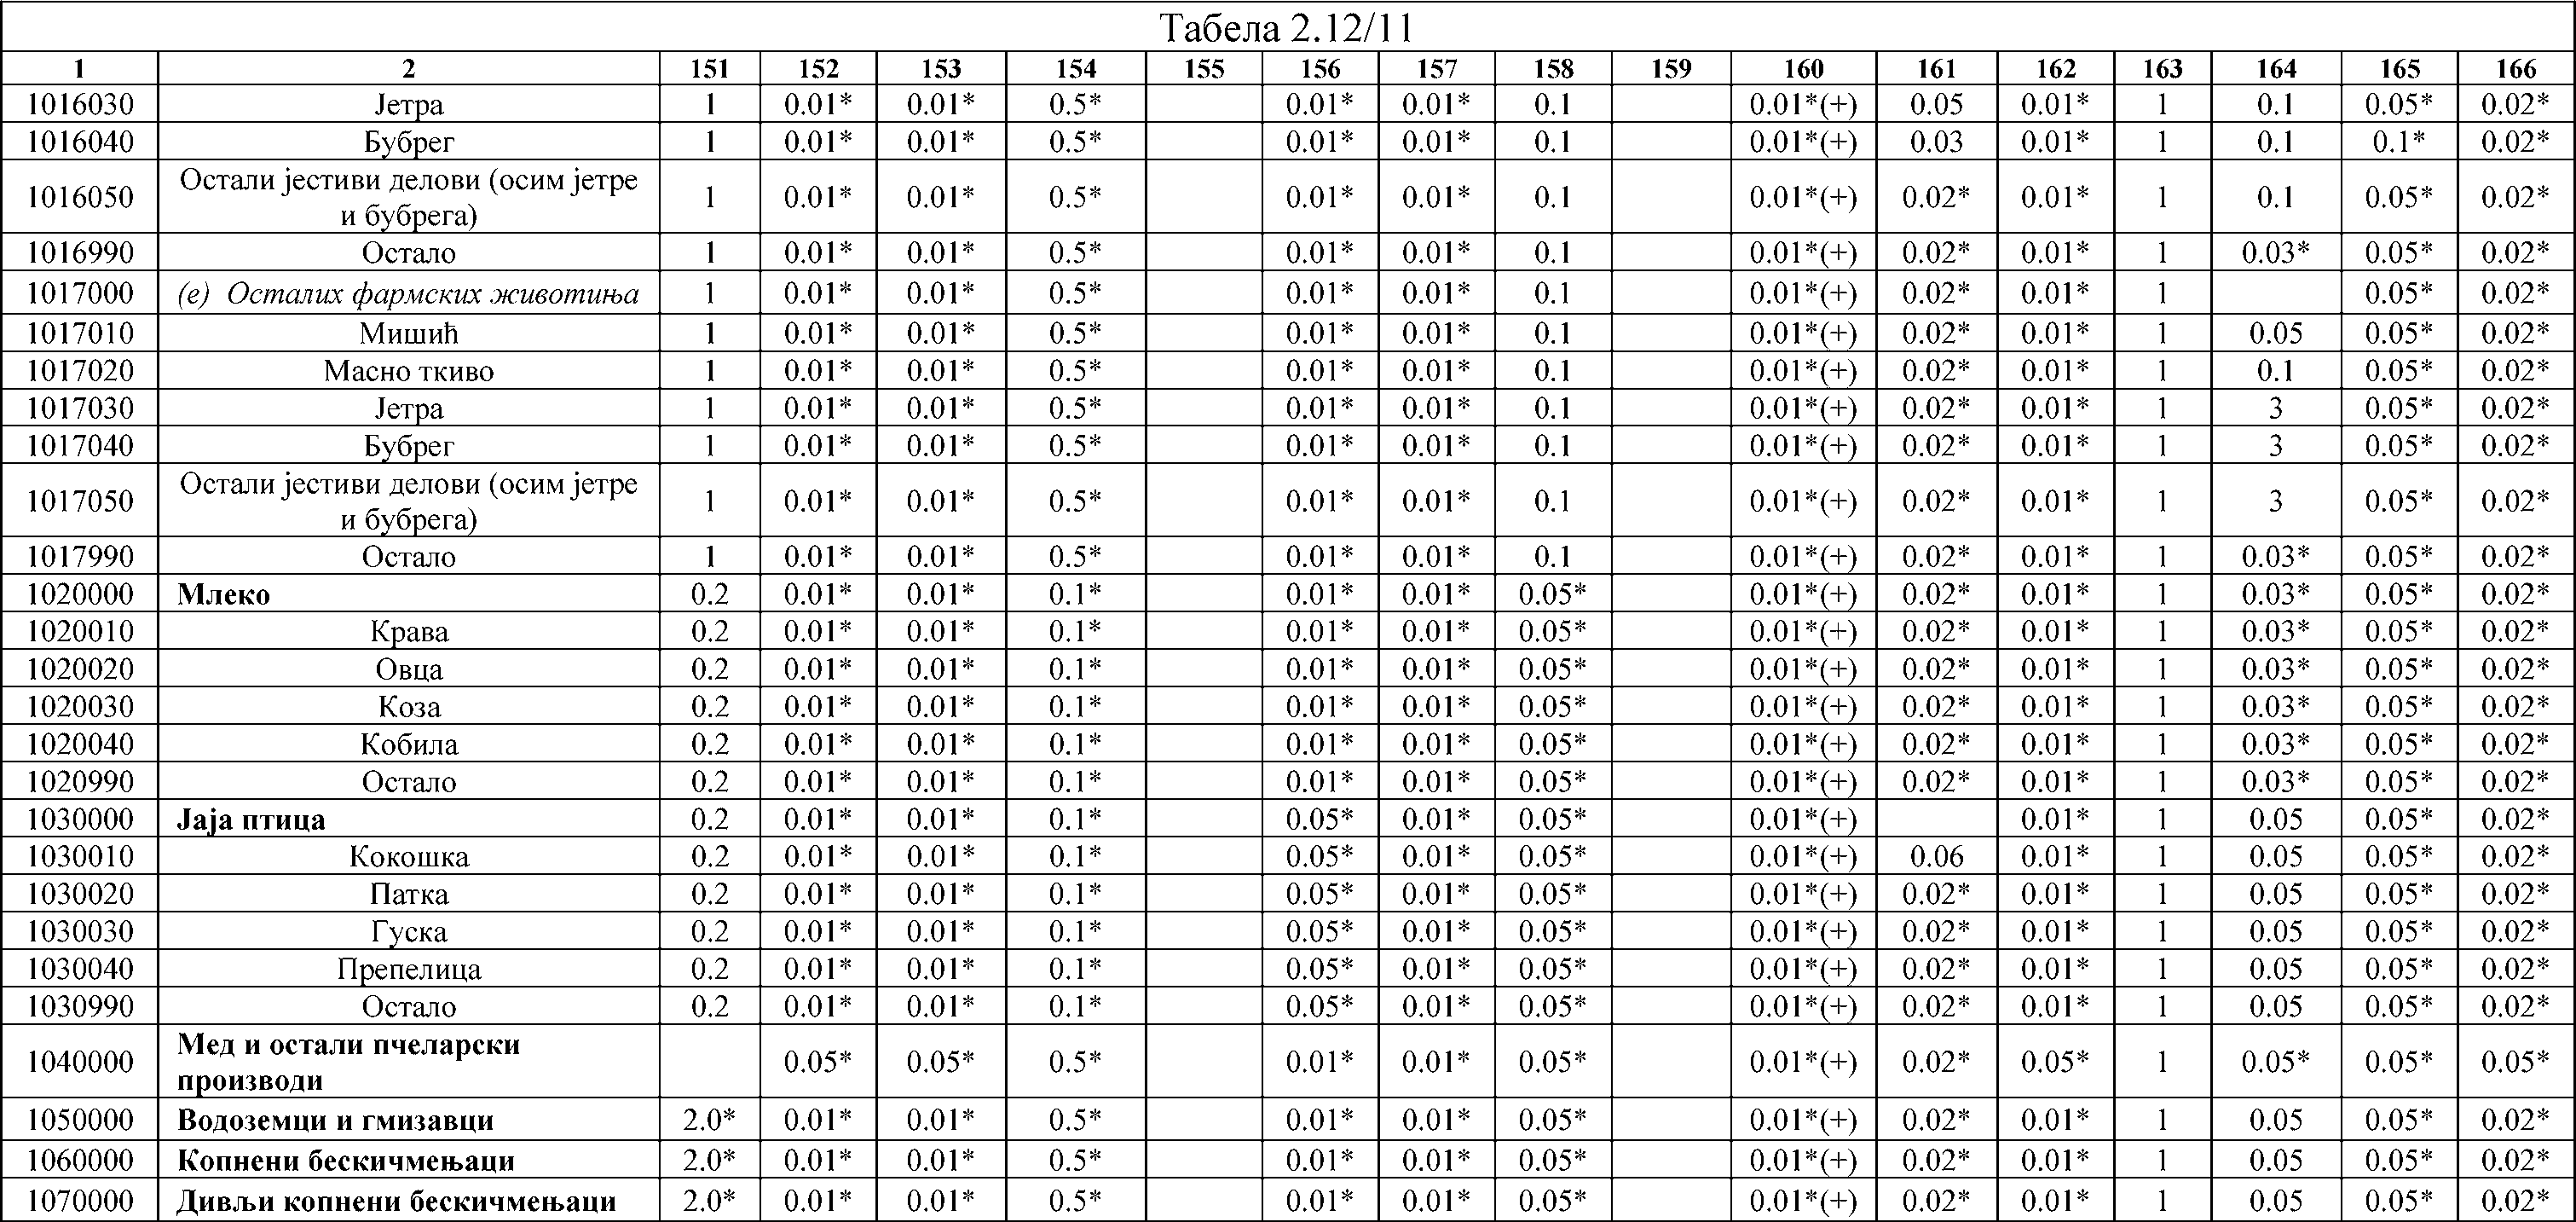 Табела 2.12/11
1 2 151 152 153 154 155 156 157 158 159 160 161 162 163 164 165 166
1016030 Јетра 1 0.01* 0.01* 0.5* 0.01* 0.01* 0.1 0.01*(+) 0.05 0.01* 1 0.1 0.05* 0.02*
1016040 Бубрег 1 0.01* 0.01* 0.5* 0.01* 0.01* 0.1 0.01*(+) 0.03 0.01* 1 0.1 0.1* 0.02*
Остали јестиви делови (осим јетре
1016050 и бубрега) 1 0.01* 0.01* 0.5* 0.01* 0.01* 0.1 0.01*(+) 0.02* 0.01* 1 0.1 0.05* 0.02*
1016990 Остало 1 0.01* 0.01* 0.5* 0.01* 0.01* 0.1 0.01*(+) 0.02* 0.01* 1 0.03* 0.05* 0.02*
1017000 (е) Осталих фармских животиња 1 0.01* 0.01* 0.5* 0.01* 0.01* 0.1 0.01*(+) 0.02* 0.01* 1 0.05* 0.02*
1017010 Мишић 1 0.01* 0.01* 0.5* 0.01* 0.01* 0.1 0.01*(+) 0.02* 0.01* 1 0.05 0.05* 0.02*
1017020 Масно ткиво 1 0.01* 0.01* 0.5* 0.01* 0.01* 0.1 0.01*(+) 0.02* 0.01* 1 0.1 0.05* 0.02*
1017030 Јетра 1 0.01* 0.01* 0.5* 0.01* 0.01* 0.1 0.01*(+) 0.02* 0.01* 1 3 0.05* 0.02*
1017040 Бубрег 1 0.01* 0.01* 0.5* 0.01* 0.01* 0.1 0.01*(+) 0.02* 0.01* 1 3 0.05* 0.02*
Остали јестиви делови (осим јетре
1017050 и бубрега) 1 0.01* 0.01* 0.5* 0.01* 0.01* 0.1 0.01*(+) 0.02* 0.01* 1 3 0.05* 0.02*
1017990 Остало 1 0.01* 0.01* 0.5* 0.01* 0.01* 0.1 0.01*(+) 0.02* 0.01* 1 0.03* 0.05* 0.02*
1020000 Млеко 0.2 0.01* 0.01* 0.1* 0.01* 0.01* 0.05* 0.01*(+) 0.02* 0.01* 1 0.03* 0.05* 0.02*
1020010 Крава 0.2 0.01* 0.01* 0.1* 0.01* 0.01* 0.05* 0.01*(+) 0.02* 0.01* 1 0.03* 0.05* 0.02*
1020020 Овца 0.2 0.01* 0.01* 0.1* 0.01* 0.01* 0.05* 0.01*(+) 0.02* 0.01* 1 0.03* 0.05* 0.02*
1020030 Коза 0.2 0.01* 0.01* 0.1* 0.01* 0.01* 0.05* 0.01*(+) 0.02* 0.01* 1 0.03* 0.05* 0.02*
1020040 Кобила 0.2 0.01* 0.01* 0.1* 0.01* 0.01* 0.05* 0.01*(+) 0.02* 0.01* 1 0.03* 0.05* 0.02*
1020990 Остало 0.2 0.01* 0.01* 0.1* 0.01* 0.01* 0.05* 0.01*(+) 0.02* 0.01* 1 0.03* 0.05* 0.02*
1030000 Јаја птица 0.2 0.01* 0.01* 0.1* 0.05* 0.01* 0.05* 0.01*(+) 0.01* 1 0.05 0.05* 0.02*
1030010 Кокошка 0.2 0.01* 0.01* 0.1* 0.05* 0.01* 0.05* 0.01*(+) 0.06 0.01* 1 0.05 0.05* 0.02*
1030020 Патка 0.2 0.01* 0.01* 0.1* 0.05* 0.01* 0.05* 0.01*(+) 0.02* 0.01* 1 0.05 0.05* 0.02*
1030030 Гуска 0.2 0.01* 0.01* 0.1* 0.05* 0.01* 0.05* 0.01*(+) 0.02* 0.01* 1 0.05 0.05* 0.02*
1030040 Препелица 0.2 0.01* 0.01* 0.1* 0.05* 0.01* 0.05* 0.01*(+) 0.02* 0.01* 1 0.05 0.05* 0.02*
1030990 Остало 0.2 0.01* 0.01* 0.1* 0.05* 0.01* 0.05* 0.01*(+) 0.02* 0.01* 1 0.05 0.05* 0.02*
Мед и остали пчеларски
1040000 производи 0.05* 0.05* 0.5* 0.01* 0.01* 0.05* 0.01*(+) 0.02* 0.05* 1 0.05* 0.05* 0.05*
1050000 Водоземци и гмизавци 2.0* 0.01* 0.01* 0.5* 0.01* 0.01* 0.05* 0.01*(+) 0.02* 0.01* 1 0.05 0.05* 0.02*
1060000 Копнени бескичмењаци 2.0* 0.01* 0.01* 0.5* 0.01* 0.01* 0.05* 0.01*(+) 0.02* 0.01* 1 0.05 0.05* 0.02*
1070000 Дивљи копнени бескичмењаци 2.0* 0.01* 0.01* 0.5* 0.01* 0.01* 0.05* 0.01*(+) 0.02* 0.01* 1 0.05 0.05* 0.02*